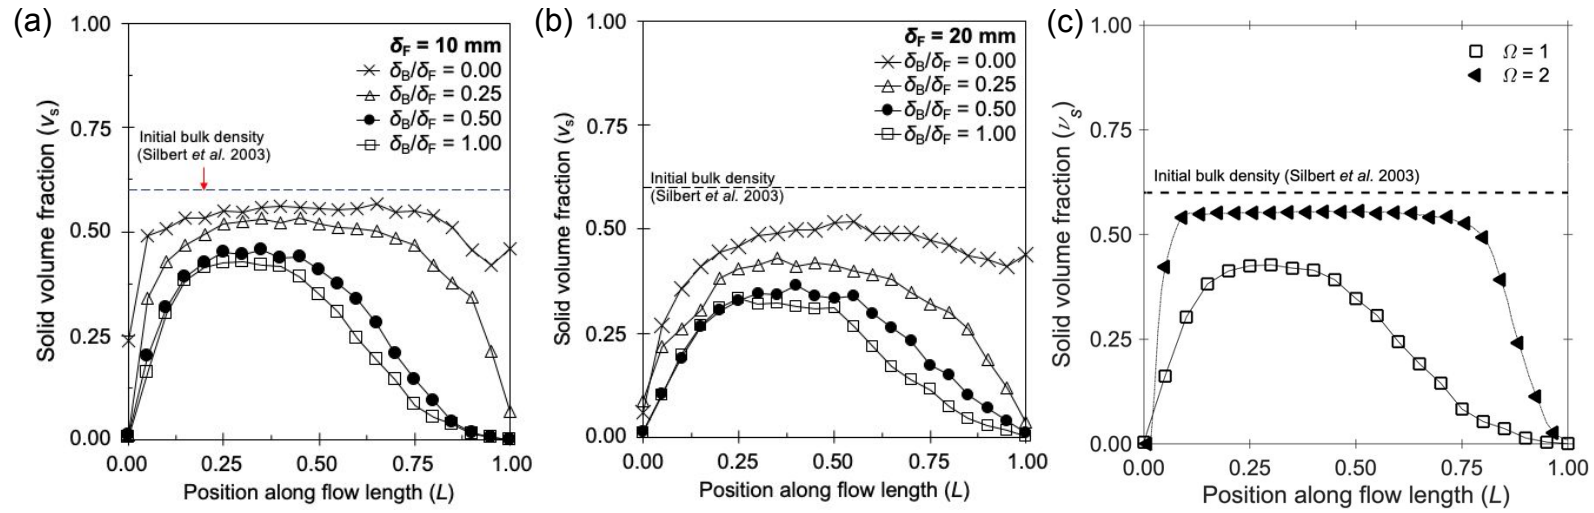 (a)
1.00
0.75
0.50
0.25
0.00
Solid volume fraction (νs)
δF = 10 mm
δB/δF = 0.00
δB/δF = 0.25
δB/δF = 0.50
δB/δF = 1.00
Initial bulk density
(Silbert et al. 2003)
0.00 0.25 0.50 0.75 1.00
Position along flow length (L)
(b)
1.00
0.75
0.50
0.25
0.00
Solid volume fraction (νs)
δF = 20 mm
δB/δF = 0.00
δB/δF = 0.25
δB/δF = 0.50
δB/δF = 1.00
Initial bulk density
(Silbert et al. 2003)
0.00 0.25 0.50 0.75 1.00
Position along flow length (L)
(c)
1.00
0.75
0.50
0.25
0.00
Solid volume fraction (νs)
Ω = 1
Ω = 2
Initial bulk density (Silbert et al. 2003)
0.00 0.25 0.50 0.75 1.00
Position along flow length (L)